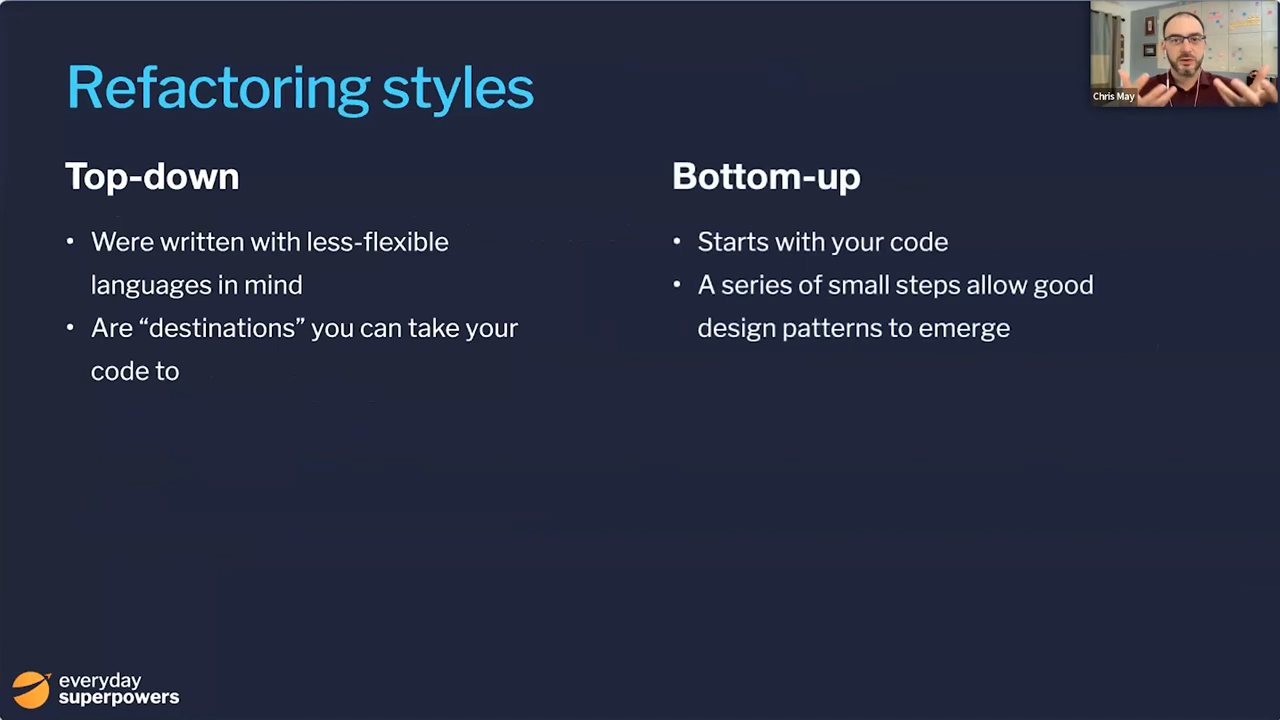 Refactoring styles
Chris May
Top-down
• Were written with less-flexible
languages in mind
• Are “destinations” you can take your
code to
Bottom-up
• Starts with your code
• A series of small steps allow good
design patterns to emerge
everyday
superpowers